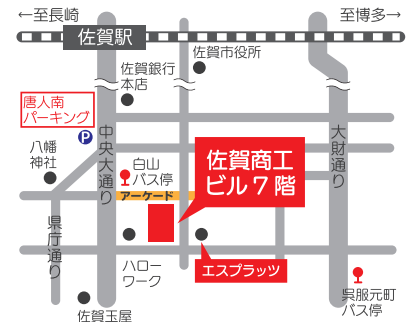 ←至長崎
至博多→
佐賀駅
佐賀市役所
佐賀銀行
本店
唐人南
パーキング
P
中央大通り
大財通り
八幡
神社
白山
バス停
アーケード
佐賀商工
ビル7階
県庁通り
ハロー
ワーク
エスプラッツ
呉服元町
バス停
佐賀玉屋